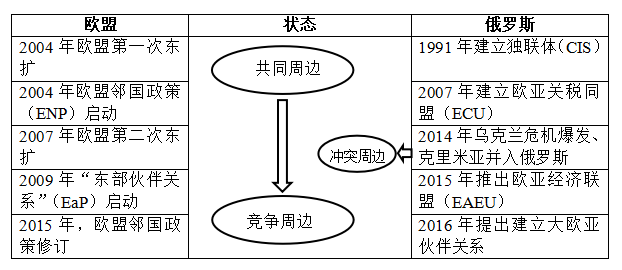 欧盟 状态 俄罗斯
2004 年欧盟第一次东
扩
2004 年欧盟邻国政策
（ENP）启动
2007 年欧盟第二次东
扩
2009 年“东部伙伴关
系”（EaP）启动
2015 年，欧盟邻国政
策修订
共同周边
冲突周边
竞争周边
1991 年建立独联体（CIS）
2007 年建立欧亚关税同
盟（ECU）
2014 年乌克兰危机爆发、
克里米亚并入俄罗斯
2015 年推出欧亚经济联
盟（EAEU）
2016 年提出建立大欧亚
伙伴关系